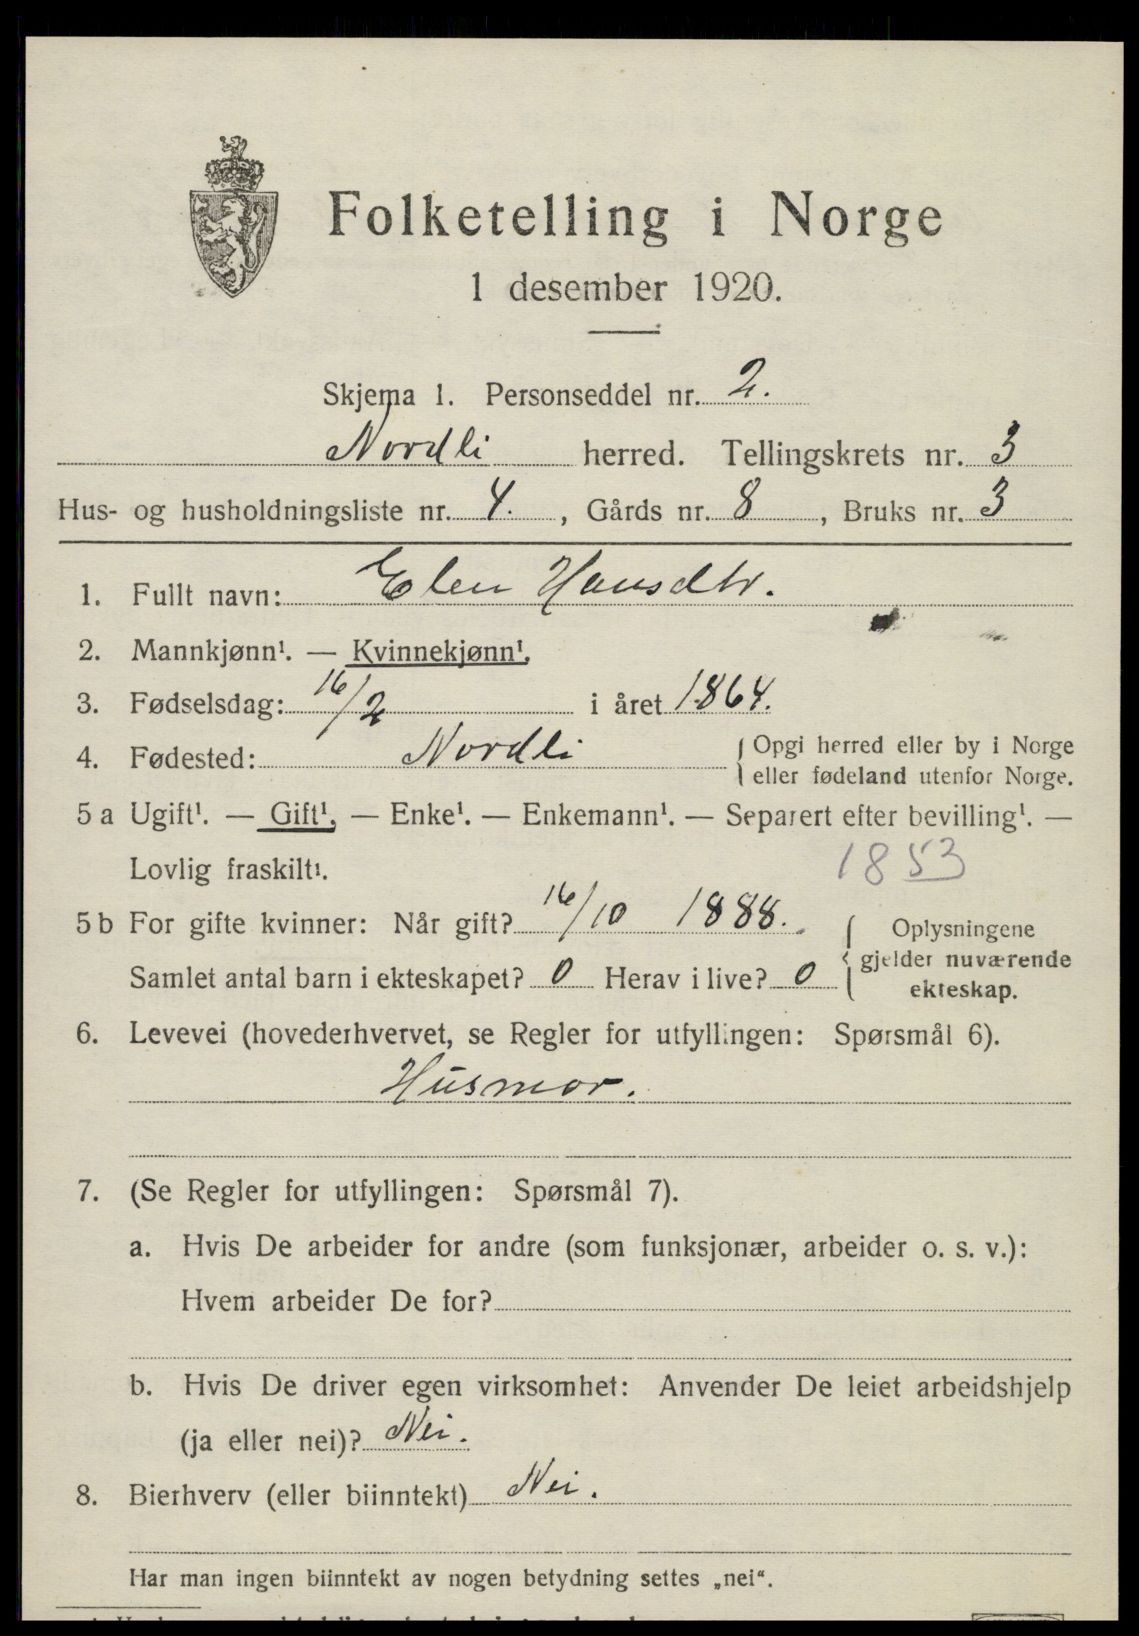 Folketelling i Norge
1 desember 1920.
Skjema 1. Personseddel nr. 2.
Nordli herred. Tellingskrets nr. 3
Hus- og husholdningsliste nr. 4. , Gårds nr. 8 , Bruks nr. 3
1. Fullt navn: Elen Hansdtr.
2. Mannkjønn¹. — Kvinnekjønn¹.
3. Fødselsdag: 16/2 i året 1864.
4. Fødested: Nordli { Opgi herred eller by i Norge
eller fødeland utenfor Norge.
5 a Ugift¹. — Gift¹. — Enke¹. — Enkemann¹. — Separert efter bevilling¹. —
Lovlig fraskilt¹. 1853
5 b For gifte kvinner: Når gift? 16/10 1888. { Oplysningene
gjelder nuværende
Samlet antal barn i ekteskapet? 0 Herav i live? 0 ekteskap.
6. Levevei (hovederhvervet, se Regler for utfyllingen: Spørsmål 6).
Husmor.
7. (Se Regler for utfyllingen: Spørsmål 7).
a. Hvis De arbeider for andre (som funksjonær, arbeider o. s. v.):
Hvem arbeider De for?
b. Hvis De driver egen virksomhet: Anvender De leiet arbeidshjelp
(ja eller nei)? Nei.
8. Bierhverv (eller biinntekt) Nei.
Har man ingen biinntekt av nogen betydning settes „nei“.